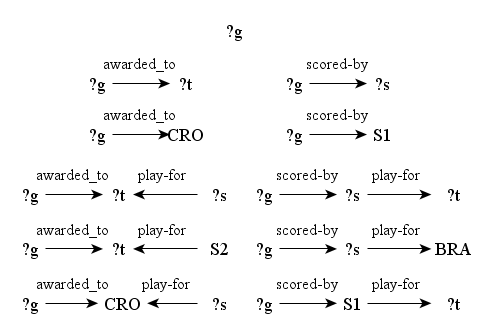 ?g
awarded_to scored-by
?g ?t ?g ?s
awarded_to scored-by
?g CRO ?g S1
awarded_to play-for scored-by play-for
?g ?t ?s ?g ?s ?t
awarded_to play-for scored-by play-for
?g ?t S2 ?g ?s BRA
awarded_to play-for scored-by play-for
?g CRO ?s ?g S1 ?t